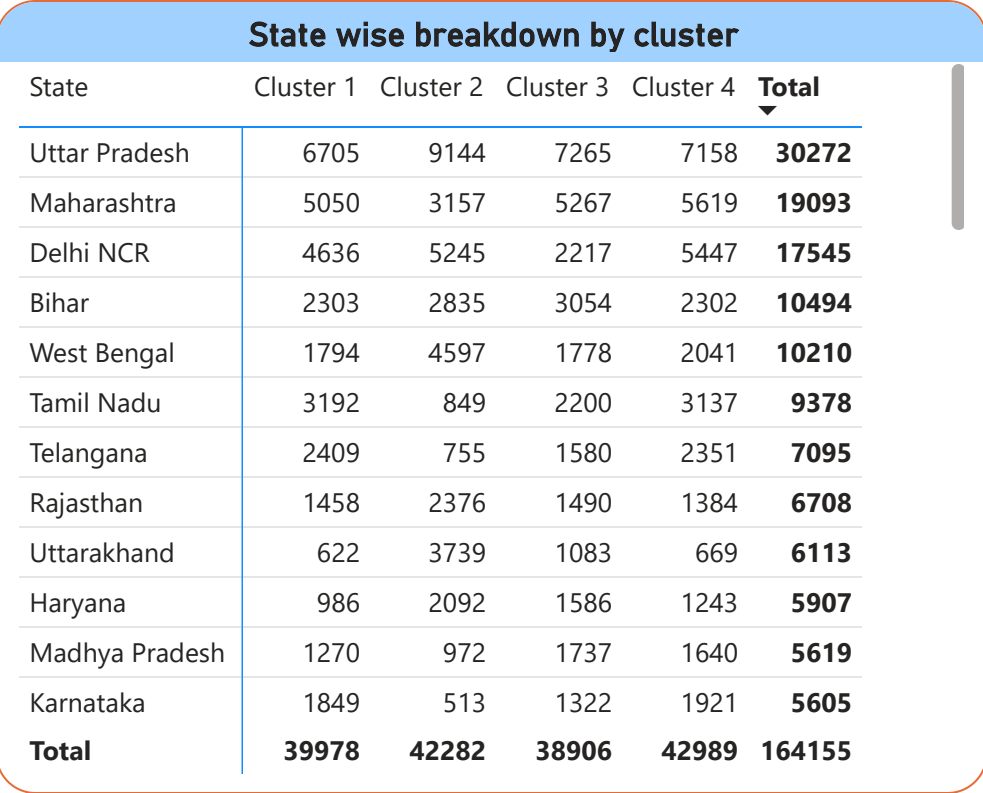 State wise breakdown by cluster
State Cluster 1 Cluster 2 Cluster 3 Cluster 4 Total
Uttar Pradesh 6705 9144 7265 7158 30272
Maharashtra 5050 3157 5267 5619 19093
Delhi NCR 4636 5245 2217 5447 17545
Bihar 2303 2835 3054 2302 10494
West Bengal 1794 4597 1778 2041 10210
Tamil Nadu 3192 849 2200 3137 9378
Telangana 2409 755 1580 2351 7095
Rajasthan 1458 2376 1490 1384 6708
Uttarakhand 622 3739 1083 669 6113
Haryana 986 2092 1586 1243 5907
Madhya Pradesh 1270 972 1737 1640 5619
Karnataka 1849 513 1322 1921 5605
Total 39978 42282 38906 42989 164155